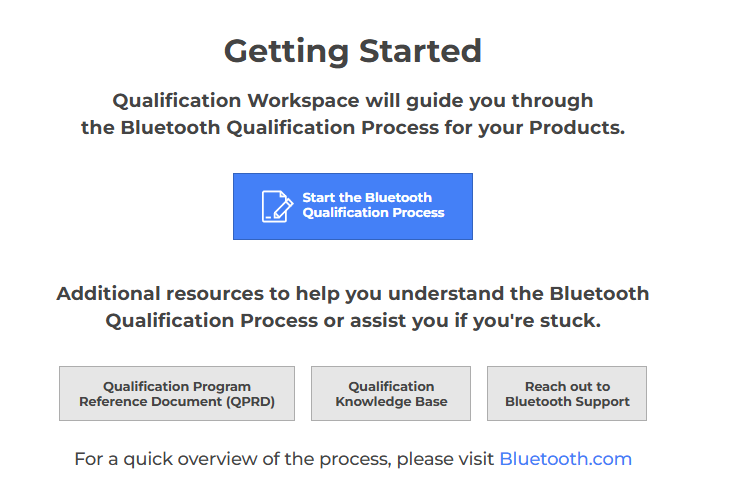 Getting Started
Qualification Workspace will guide you through
the Bluetooth Qualification Process for your Products.
Start the Bluetooth
Qualification Process
Additional resources to help you understand the Bluetooth
Qualification Process or assist you if you're stuck.
Qualification Program
Reference Document (QPRD)
Qualification
Knowledge Base
Reach out to
Bluetooth Support
For a quick overview of the process, please visit Bluetooth.com